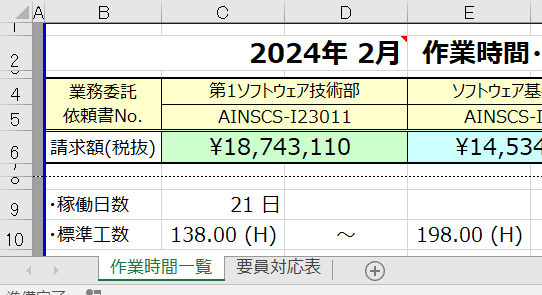 A B C D E
1
2 2024年 2月 作業時間・
3
4 業務委託 第1ソフトウェア技術部 ソフトウェア基
5 依頼書No. AINSCS-I23011 AINSCS-I
6 請求額(税抜) ¥18,743,110 ¥14,534
7
8
9 ・稼働日数 21 日
10 ・標準工数 138.00 (H) ～ 198.00 (H)
作業時間一覧 要員対応表